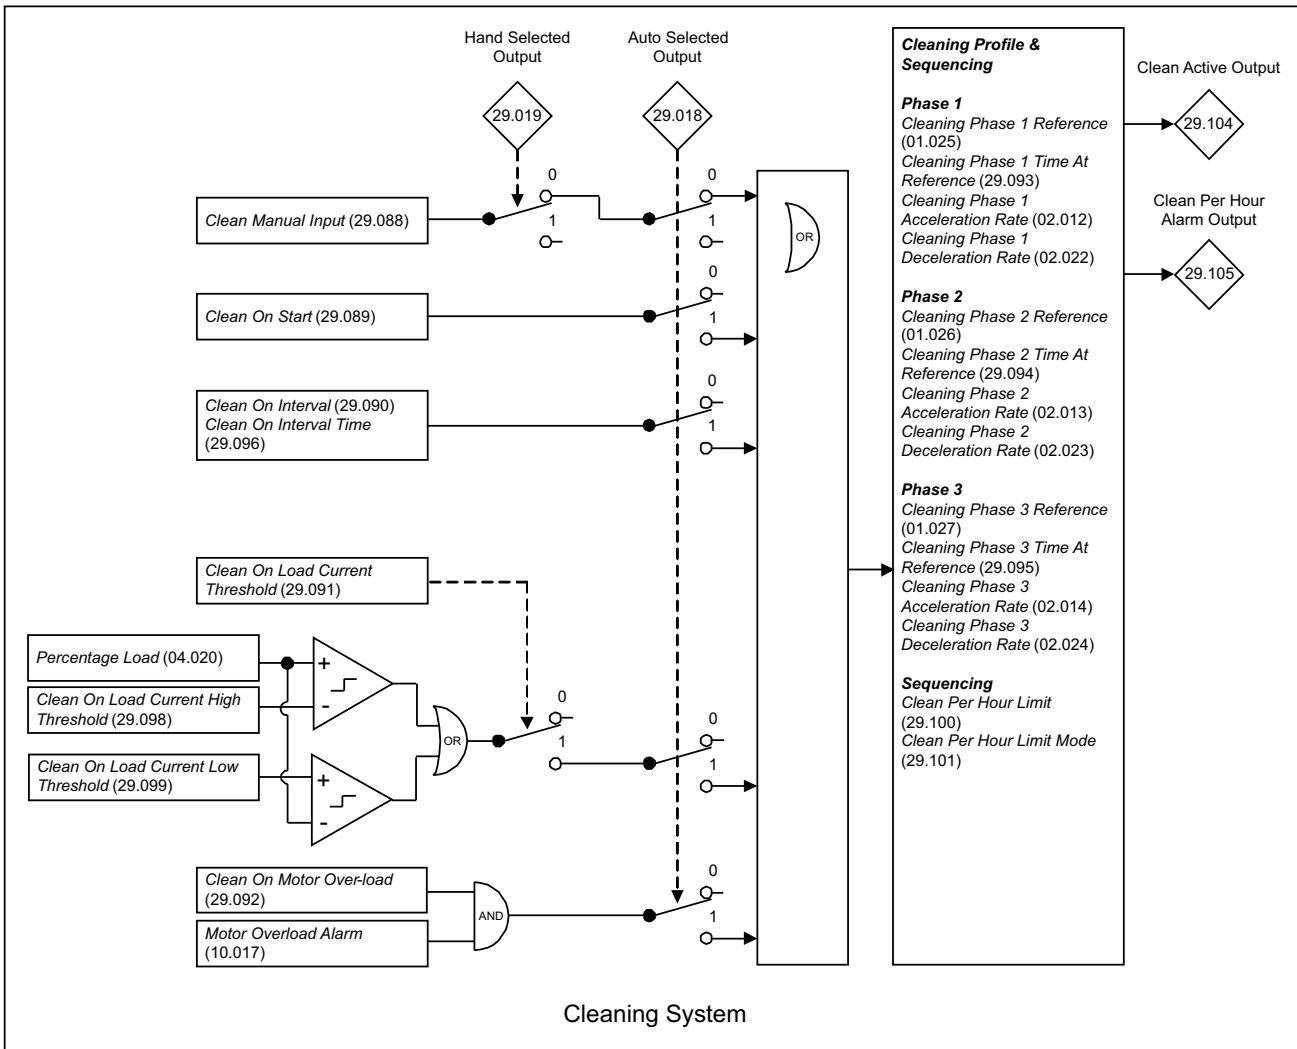 Hand Selected
Output
Auto Selected
Output
29.019
29.018
Clean Manual Input (29.088)
0
1
0
1
Clean On Start (29.089)
0
1
Clean On Interval (29.090)
Clean On Interval Time
(29.096)
0
1
Clean On Load Current
Threshold (29.091)
Percentage Load (04.020)
Clean On Load Current High
Threshold (29.098)
Clean On Load Current Low
Threshold (29.099)
+
-
+
-
OR
0
1
0
1
Clean On Motor Over-load
(29.092)
Motor Overload Alarm
(10.017)
AND
0
1
OR
Cleaning Profile &
Sequencing
Phase 1
Cleaning Phase 1 Reference
(01.025)
Cleaning Phase 1 Time At
Reference (29.093)
Cleaning Phase 1
Acceleration Rate (02.012)
Cleaning Phase 1
Deceleration Rate (02.022)
Phase 2
Cleaning Phase 2 Reference
(01.026)
Cleaning Phase 2 Time At
Reference (29.094)
Cleaning Phase 2
Acceleration Rate (02.013)
Cleaning Phase 2
Deceleration Rate (02.023)
Phase 3
Cleaning Phase 3 Reference
(01.027)
Cleaning Phase 3 Time At
Reference (29.095)
Cleaning Phase 3
Acceleration Rate (02.014)
Cleaning Phase 3
Deceleration Rate (02.024)
Sequencing
Clean Per Hour Limit
(29.100)
Clean Per Hour Limit Mode
(29.101)
Clean Active Output
29.104
Clean Per Hour
Alarm Output
29.105
Cleaning System